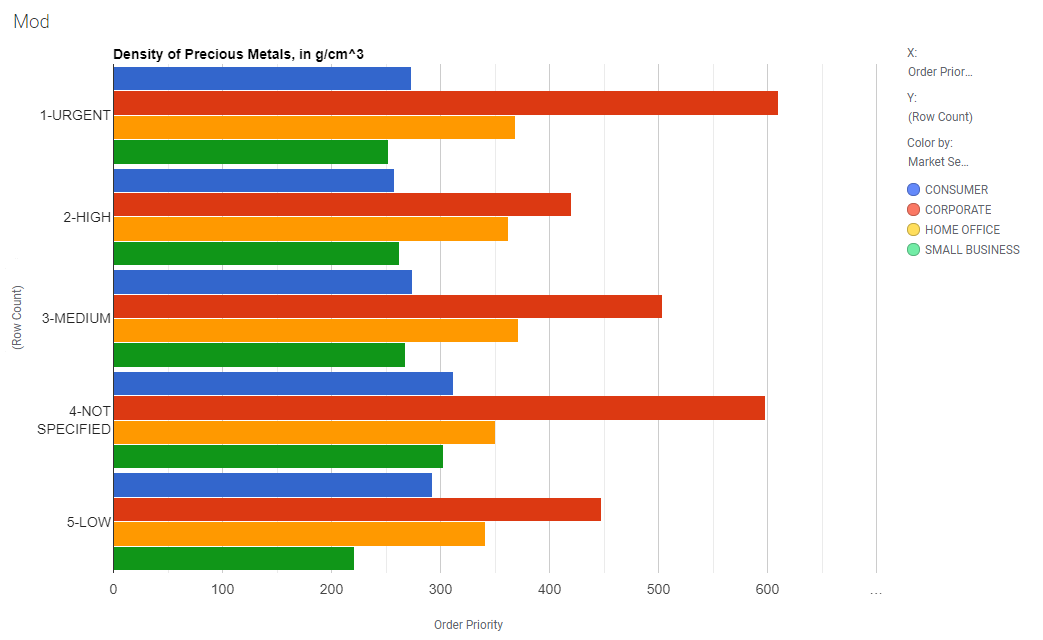 Mod
Density of Precious Metals, in g/cm^3
X:
Order Prior...
Y:
(Row Count)
Color by:
Market Se...
CONSUMER
CORPORATE
HOME OFFICE
SMALL BUSINESS
(Row Count)
1-URGENT
2-HIGH
3-MEDIUM
4-NOT
SPECIFIED
5-LOW
0 100 200 300 400 500 600 ...
Order Priority